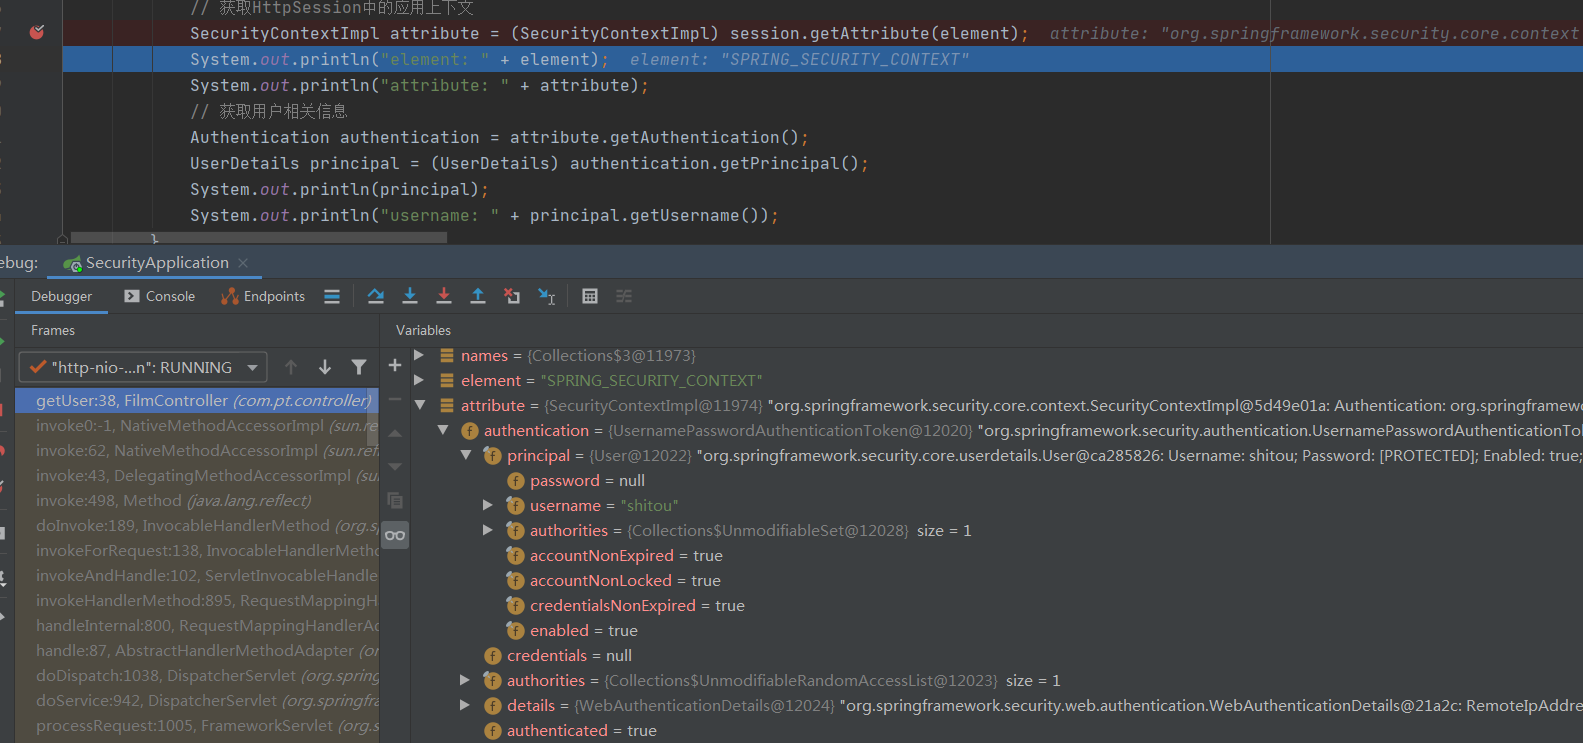 // 获取HttpSession中的应用上下文
SecurityContextImpl attribute = (SecurityContextImpl) session.getAttribute(element);  attribute: "org.springframework.security.core.context
System.out.println("element: " + element);  element: "SPRING_SECURITY_CONTEXT"
System.out.println("attribute: " + attribute);
// 获取用户相关信息
Authentication authentication = attribute.getAuthentication();
UserDetails principal = (UserDetails) authentication.getPrincipal();
System.out.println(principal);
System.out.println("username: " + principal.getUsername());
}
ebug: SecurityApplication
Debugger Console Endpoints
Frames
"http-nio-...n": RUNNING
getUser:38, FilmController (com.pt.controller)
invoke0:-1, NativeMethodAccessorImpl (sun.re
invoke:62, NativeMethodAccessorImpl (sun.ref
invoke:43, DelegatingMethodAccessorImpl (su
invoke:498, Method (java.lang.reflect)
doInvoke:189, InvocableHandlerMethod (org.s
invokeForRequest:138, InvocableHandlerMetho
invokeAndHandle:102, ServletInvocableHandle
invokeHandlerMethod:895, RequestMappingH
handleInternal:800, RequestMappingHandlerAc
handle:87, AbstractHandlerMethodAdapter (or
doDispatch:1038, DispatcherServlet (org.spring
doService:942, DispatcherServlet (org.springfra
processRequest:1005, FrameworkServlet (org.s
Variables
names = {Collections$3@11973}
element = "SPRING_SECURITY_CONTEXT"
attribute = {SecurityContextImpl@11974} "org.springframework.security.core.context.SecurityContextImpl@5d49e01a: Authentication: org.springframewo
authentication = {UsernamePasswordAuthenticationToken@12020} "org.springframework.security.authentication.UsernamePasswordAuthenticationTo
principal = {User@12022} "org.springframework.security.core.userdetails.User@ca285826: Username: shitou; Password: [PROTECTED]; Enabled: true;
password = null
username = "shitou"
authorities = {Collections$UnmodifiableSet@12028} size = 1
accountNonExpired = true
accountNonLocked = true
credentialsNonExpired = true
enabled = true
credentials = null
authorities = {Collections$UnmodifiableRandomAccessList@12023} size = 1
details = {WebAuthenticationDetails@12024} "org.springframework.security.web.authentication.WebAuthenticationDetails@21a2c: RemoteIpAddre
authenticated = true